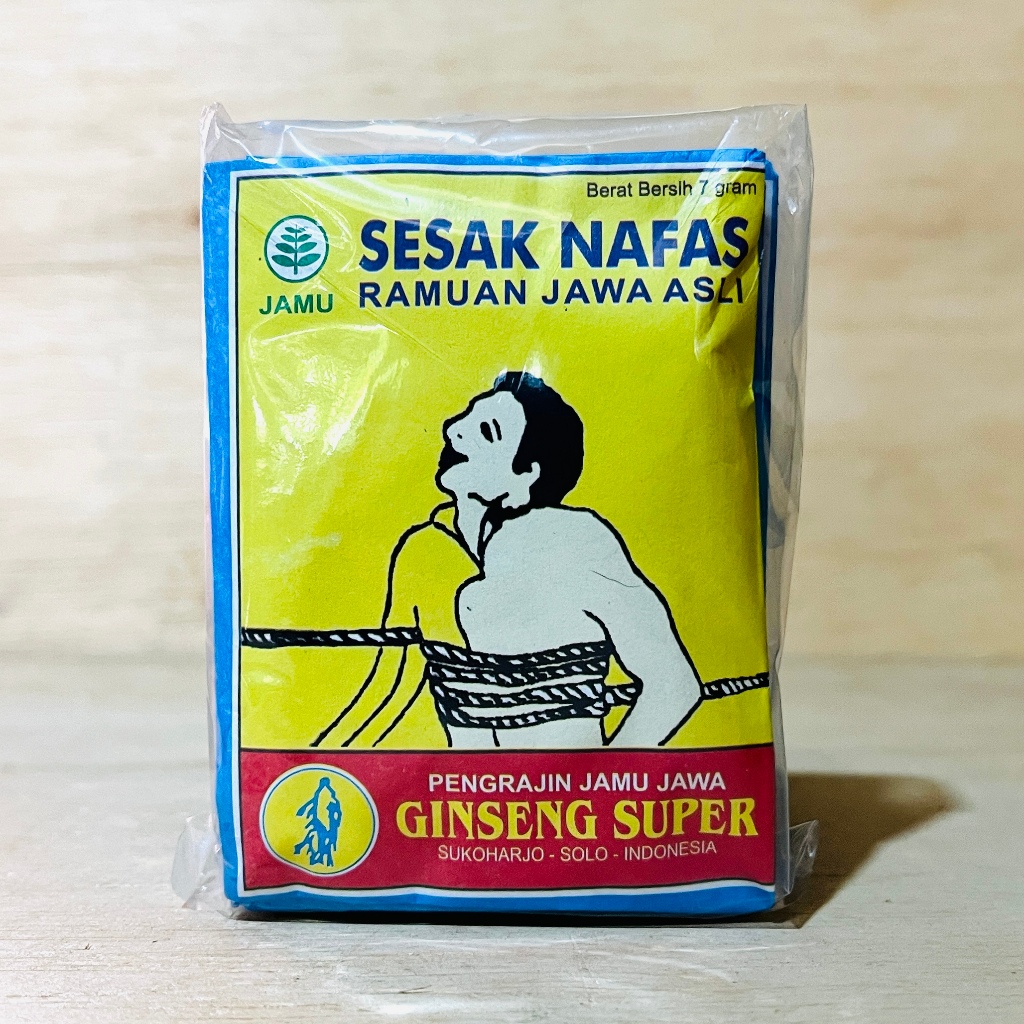 Berat Bersih 7 gram
JAMU
SESAK NAFAS
RAMUAN JAWA ASLI
PENGRAJIN JAMU JAWA
GINSENG SUPER
SUKOHARJO - SOLO - INDONESIA